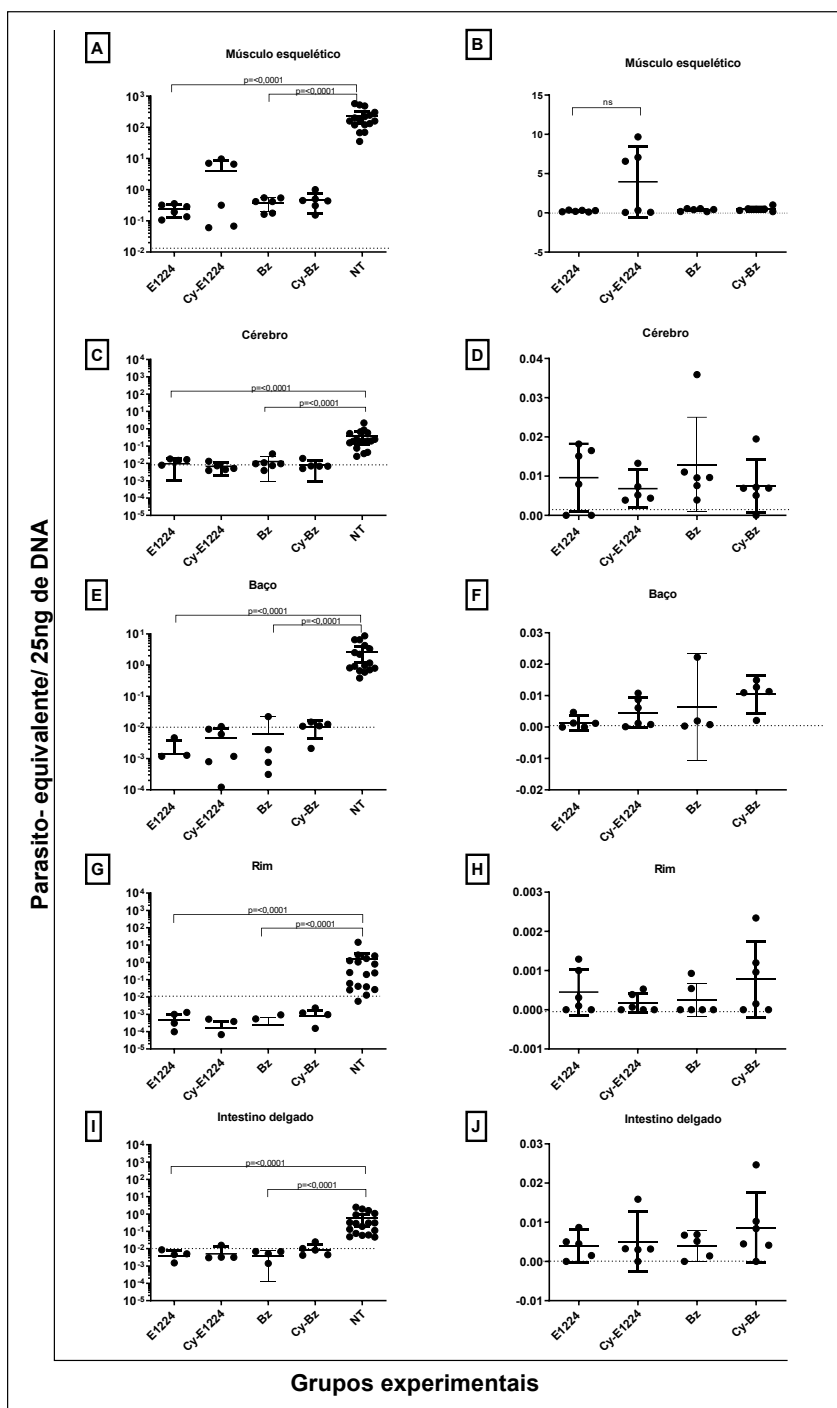 Parasito- equivalente/ 25ng de DNA
A
Músculo esquelético
p=<0,0001
p=<0,0001
10³
10²
10¹
10⁰
10⁻¹
10⁻²
E1224
Cy-E1224
Bz
Cy-Bz
NT
B
Músculo esquelético
ns
15
10
5
0
-5
E1224
Cy-E1224
Bz
Cy-Bz
C
Cérebro
p=<0,0001
p=<0,0001
10⁴
10³
10²
10¹
10⁰
10⁻¹
10⁻²
10⁻³
10⁻⁴
10⁻⁵
E1224
Cy-E1224
Bz
Cy-Bz
NT
D
Cérebro
0.04
0.03
0.02
0.01
0.00
E1224
Cy-E1224
Bz
Cy-Bz
E
Baço
p=<0,0001
p=<0,0001
10¹
10⁰
10⁻¹
10⁻²
10⁻³
10⁻⁴
E1224
Cy-E1224
Bz
Cy-Bz
NT
F
Baço
0.03
0.02
0.01
0.00
-0.01
-0.02
E1224
Cy-E1224
Bz
Cy-Bz
G
Rim
p=<0,0001
p=<0,0001
10⁴
10³
10²
10¹
10⁰
10⁻¹
10⁻²
10⁻³
10⁻⁴
10⁻⁵
E1224
Cy-E1224
Bz
Cy-Bz
NT
H
Rim
0.003
0.002
0.001
0.000
-0.001
E1224
Cy-E1224
Bz
Cy-Bz
I
Intestino delgado
p=<0,0001
p=<0,0001
10⁴
10³
10²
10¹
10⁰
10⁻¹
10⁻²
10⁻³
10⁻⁴
10⁻⁵
E1224
Cy-E1224
Bz
Cy-Bz
NT
J
Intestino delgado
0.03
0.02
0.01
0.00
-0.01
E1224
Cy-E1224
Bz
Cy-Bz
Grupos experimentais